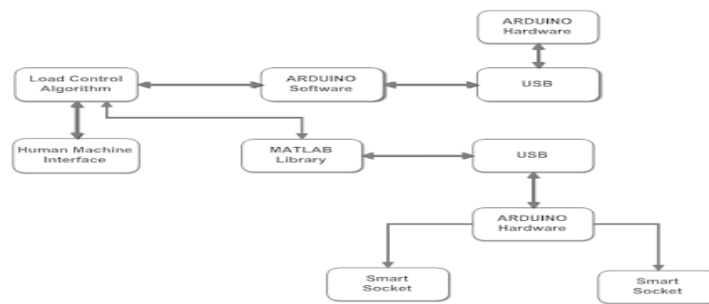 ARDUINO
Hardware
Load Control
Algorithm
ARDUINO
Software
USB
Human Machine
Interface
MATLAB
Library
USB
ARDUINO
Hardware
Smart
Socket
Smart
Socket